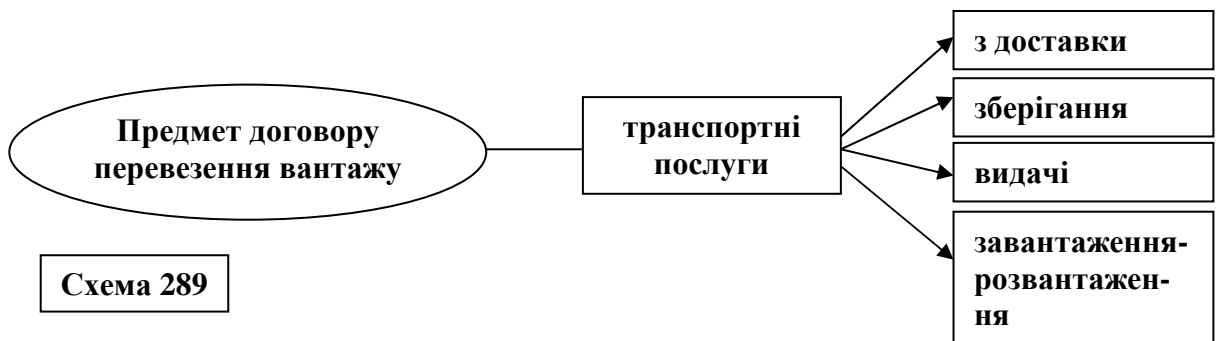 Предмет договору
перевезення вантажу
транспортні
послуги
з доставки
зберігання
видачі
завантаження-
розвантажен-
ня
Схема 289